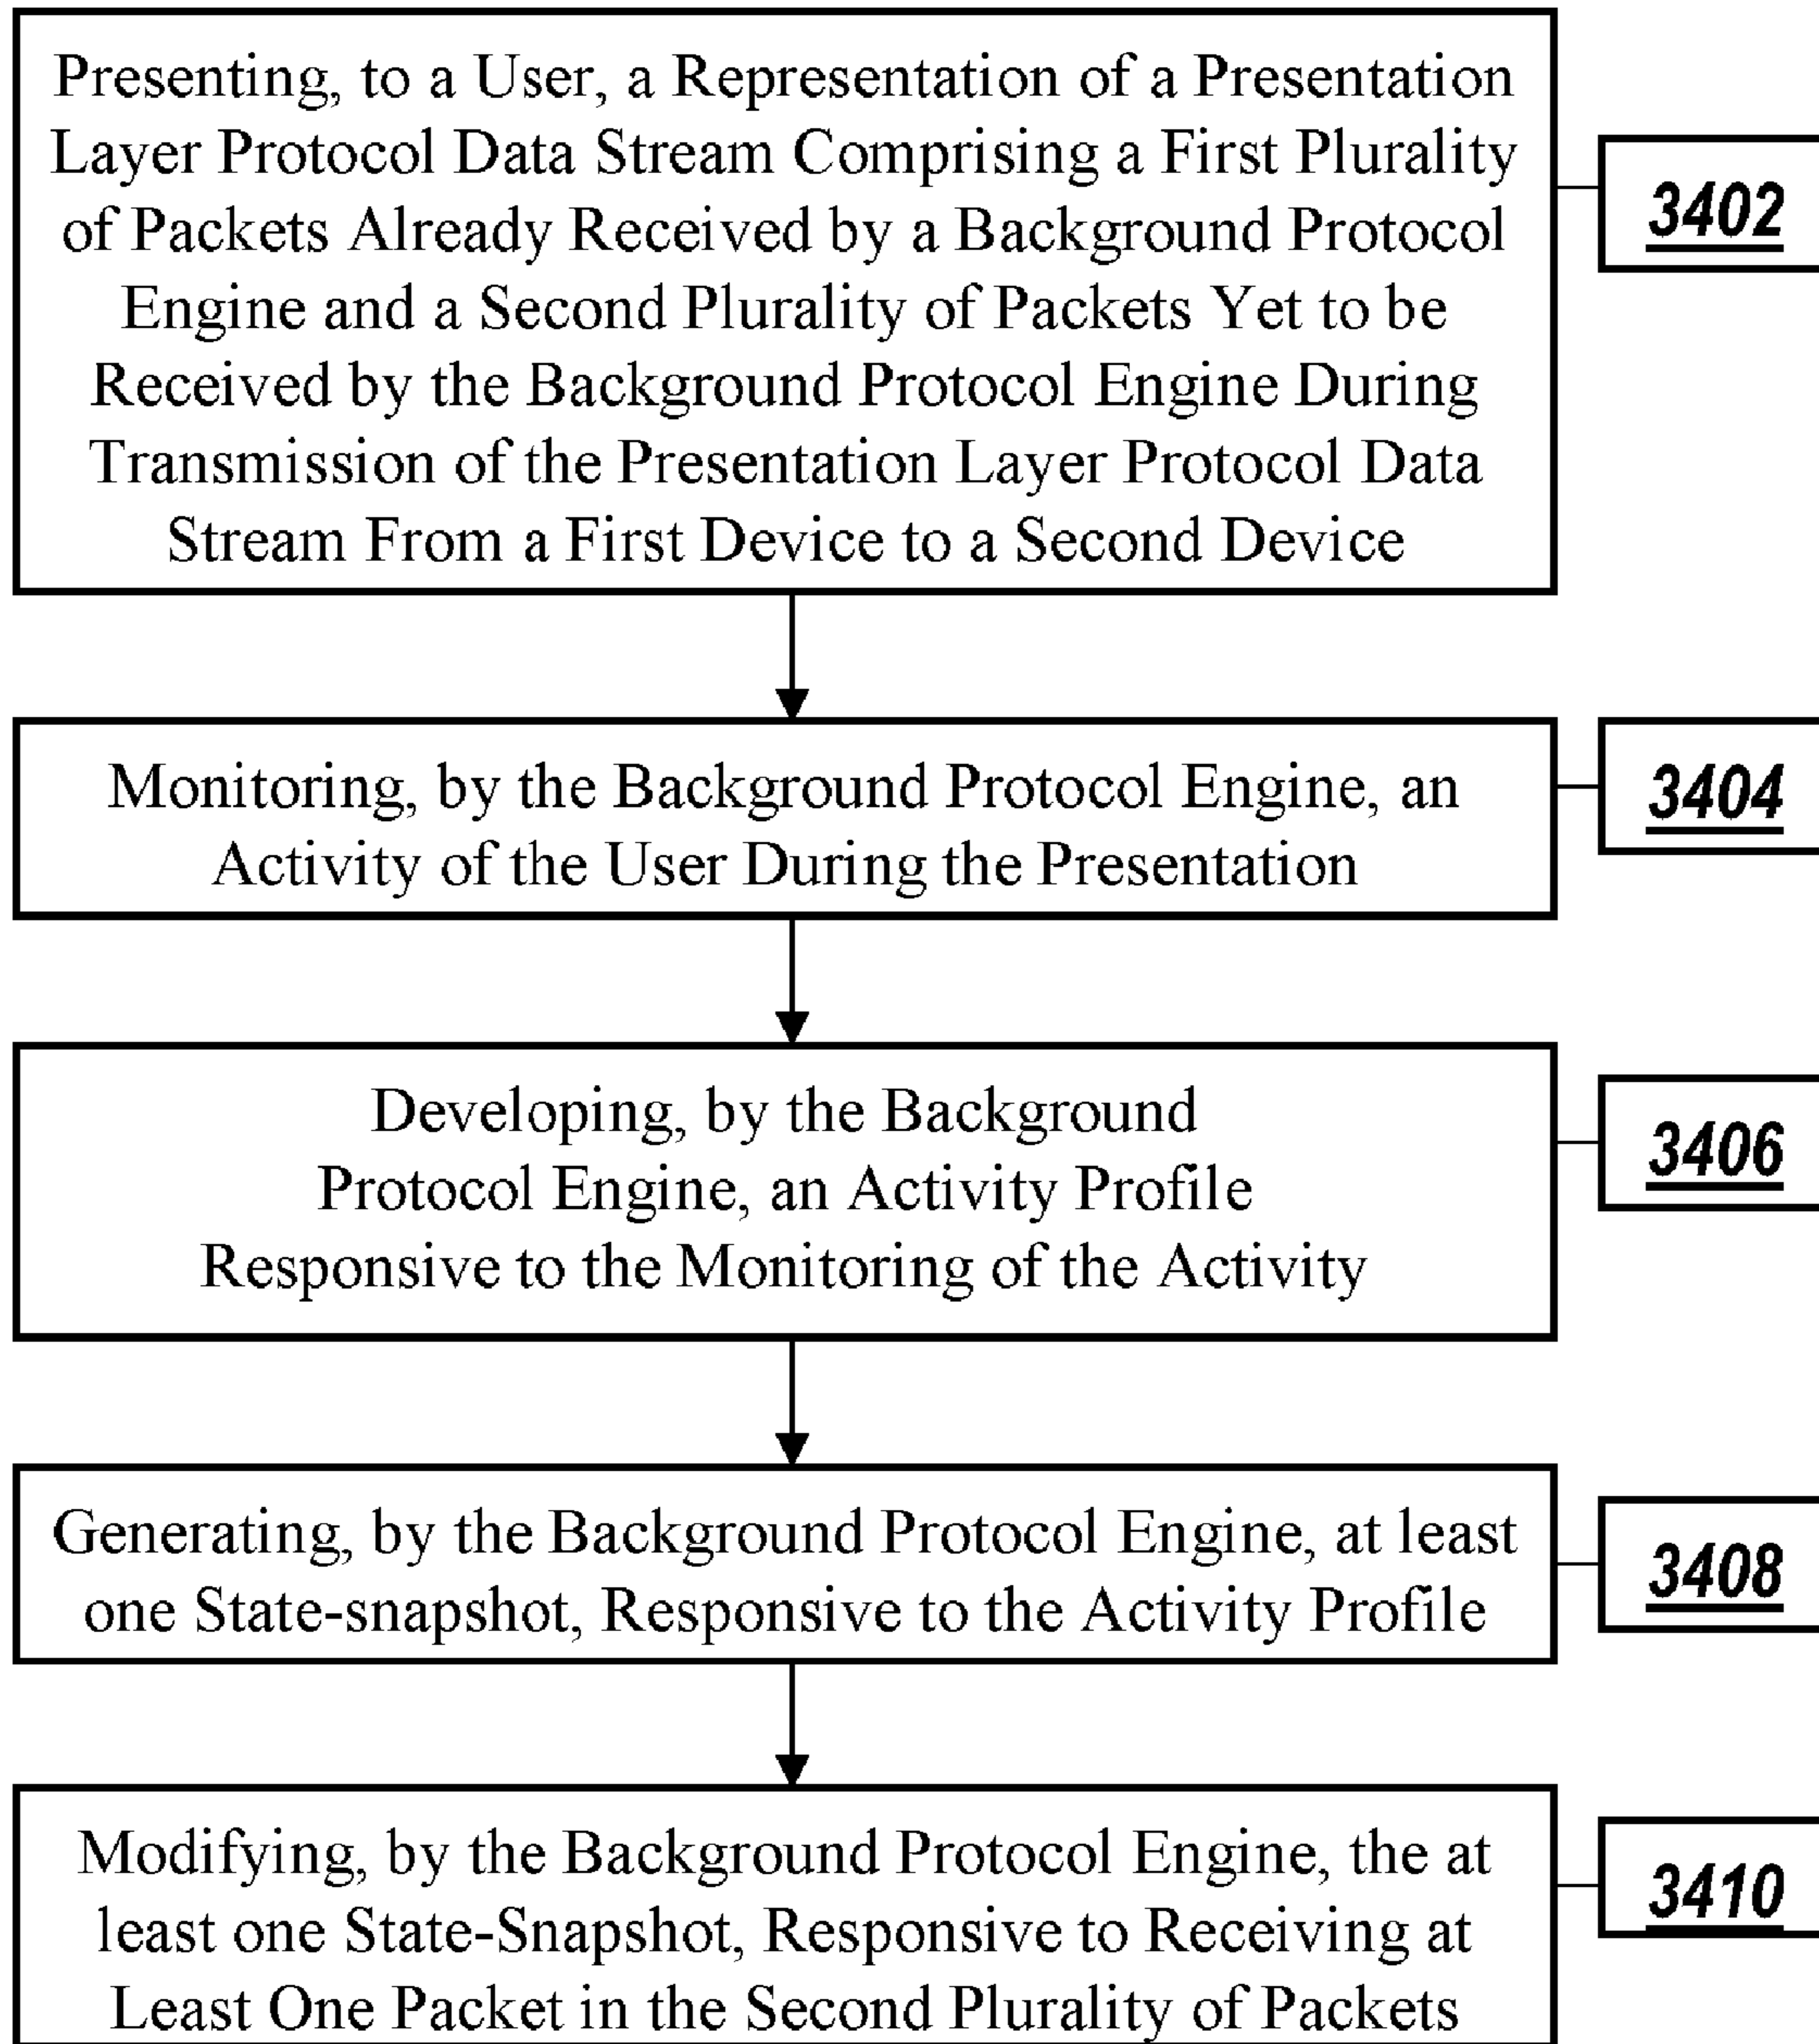 Presenting, to a User, a Representation of a Presentation
Layer Protocol Data Stream Comprising a First Plurality
of Packets Already Received by a Background Protocol
Engine and a Second Plurality of Packets Yet to be
Received by the Background Protocol Engine During
Transmission of the Presentation Layer Protocol Data
Stream From a First Device to a Second Device
3402
Monitoring, by the Background Protocol Engine, an
Activity of the User During the Presentation
3404
Developing, by the Background
Protocol Engine, an Activity Profile
Responsive to the Monitoring of the Activity
3406
Generating, by the Background Protocol Engine, at least
one State-snapshot, Responsive to the Activity Profile
3408
Modifying, by the Background Protocol Engine, the at
least one State-Snapshot, Responsive to Receiving at
Least One Packet in the Second Plurality of Packets
3410